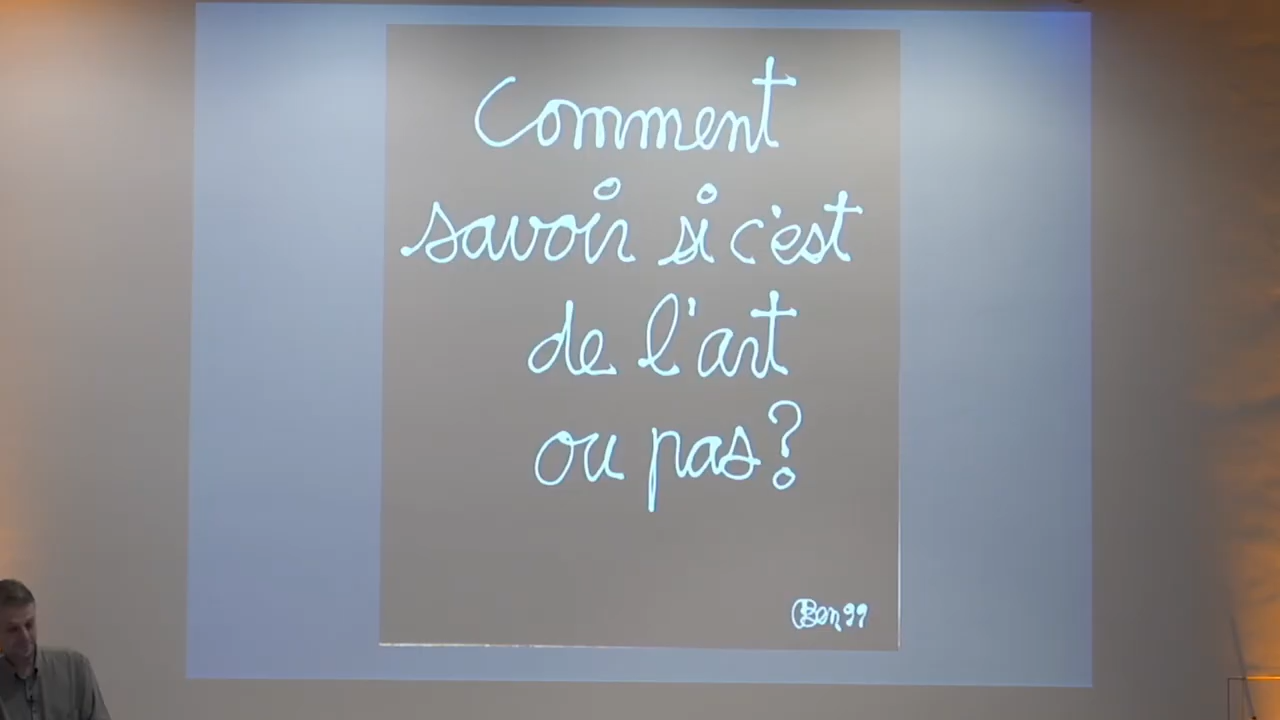 Comment
savoir si c'est
de l'art
ou pas?
Ben 99